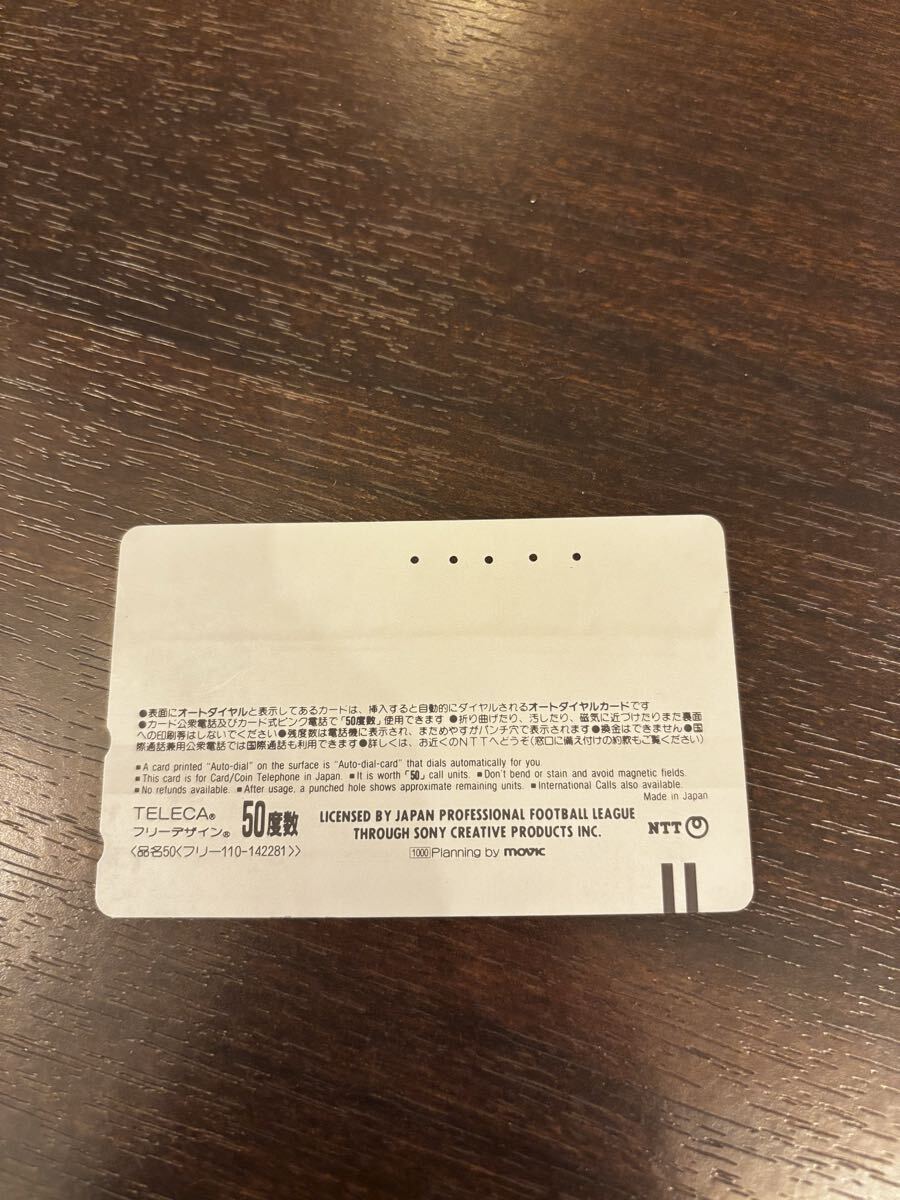 ●表面にオートダイヤルと表示してあるカードは、挿入すると自動的にダイヤルされるオートダイヤルカードです
●カード公衆電話及びカード式ピンク電話で「50度数」使用できます ●折り曲げたり、汚したり、磁気に近づけたりまた裏面
への印刷等はしないでください ●残度数は電話機に表示され、まためやすがパンチ穴で表示されます ●換金はできません ●国
際通話兼用公衆電話では国際通話も利用できます ●詳しくは、お近くのNTTへどうぞ(窓口に備え付けの約款もご覧ください)
■A card printed "Auto-dial" on the surface is "Auto-dial-card" that dials automatically for you.
■This card is for Card/Coin Telephone in Japan. ■It is worth「50」call units. ■Don't bend or stain and avoid magnetic fields.
■No refunds available. ■After usage, a punched hole shows approximate remaining units. ■International Calls also available.
Made in Japan
TELECA®
フリーデザイン® 50度数
〈品名50〈フリー110-142281〉〉
LICENSED BY JAPAN PROFESSIONAL FOOTBALL LEAGUE
THROUGH SONY CREATIVE PRODUCTS INC.
1000 Planning by movic
NTT